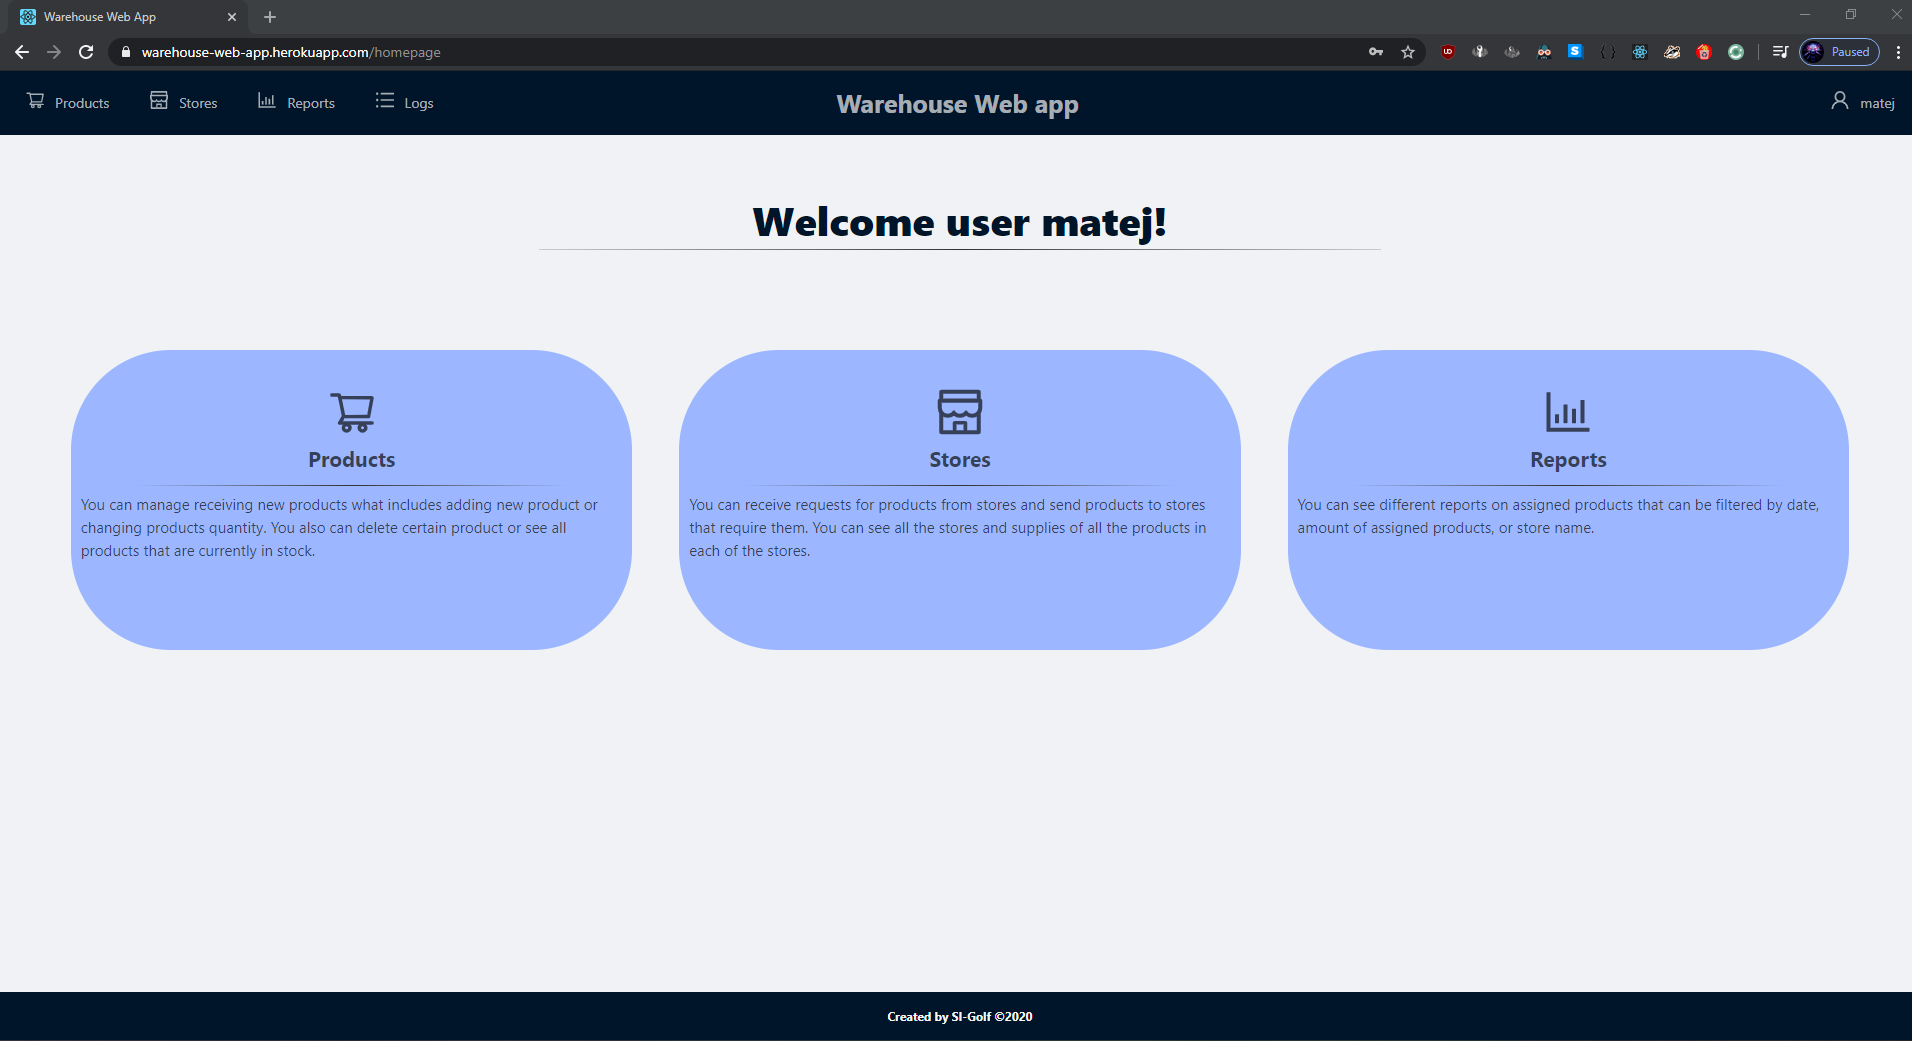 Warehouse Web App
warehouse-web-app.herokuapp.com/homepage
Paused
Products
Stores
Reports
Logs
Warehouse Web app
matej
Welcome user matej!
Products
You can manage receiving new products what includes adding new product or
changing products quantity. You also can delete certain product or see all
products that are currently in stock.
Stores
You can receive requests for products from stores and send products to stores
that require them. You can see all the stores and supplies of all the products in
each of the stores.
Reports
You can see different reports on assigned products that can be filtered by date,
amount of assigned products, or store name.
Created by SI-Golf ©2020